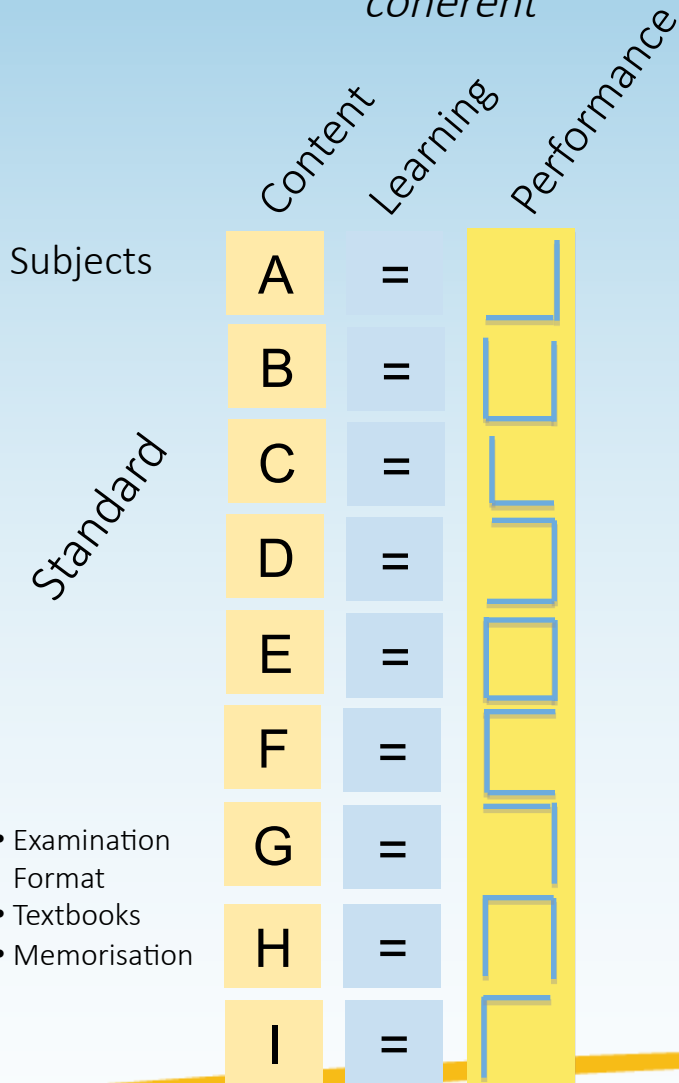 coherent
Content Learning Performance
Subjects
A =
B =
C =
Standard
D =
E =
F =
• Examination
Format
• Textbooks
• Memorisation
G =
H =
I =